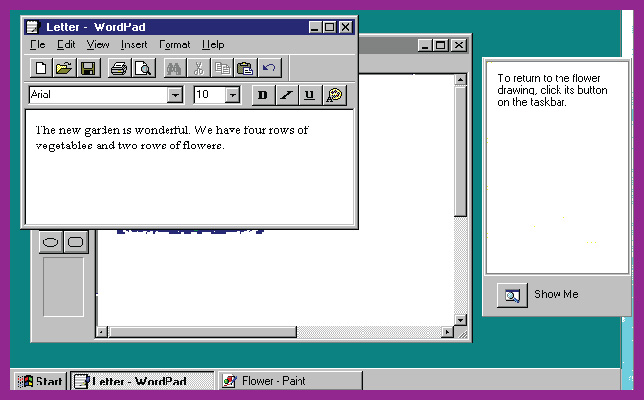 Letter - WordPad
File Edit View Insert Format Help
Arial 10 B I U
The new garden is wonderful. We have four rows of
vegetables and two rows of flowers.
To return to the flower
drawing, click its button
on the taskbar.
Show Me
Start Letter - WordPad Flower - Paint